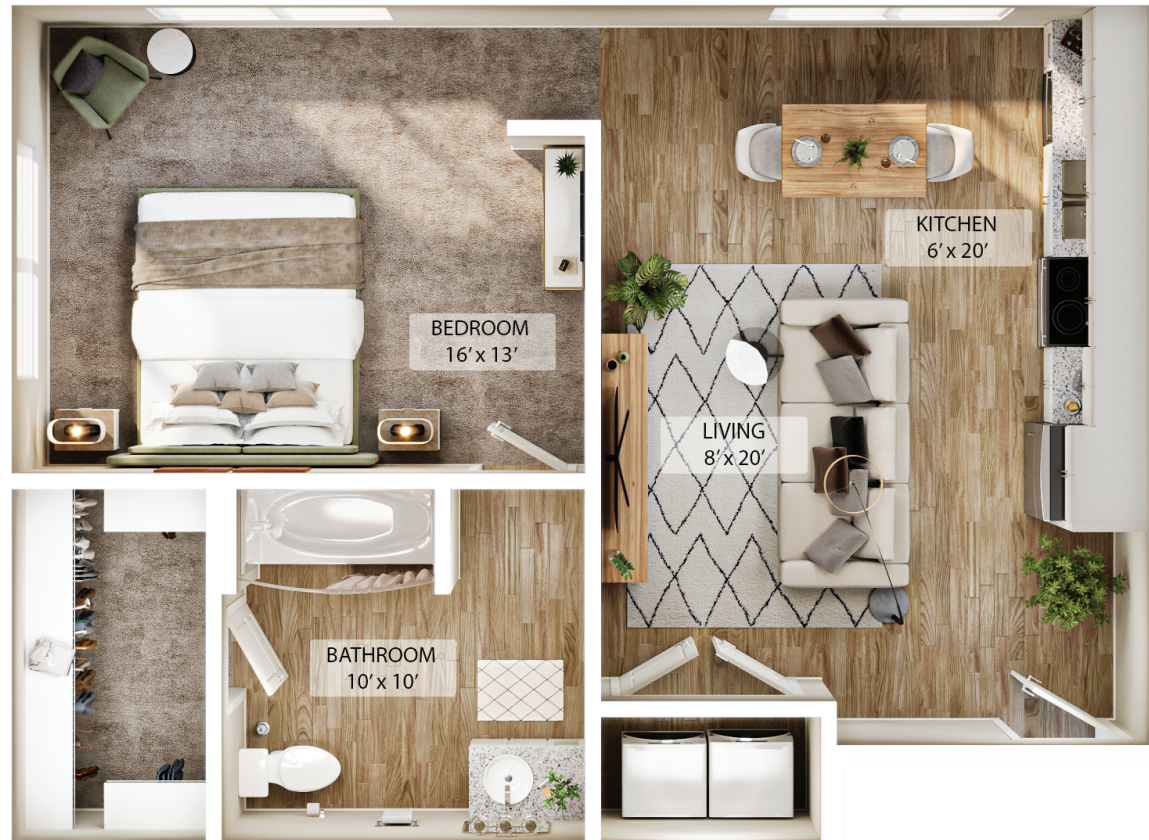 KITCHEN
6' x 20'
BEDROOM
16' x 13'
LIVING
8' x 20'
BATHROOM
10' x 10'